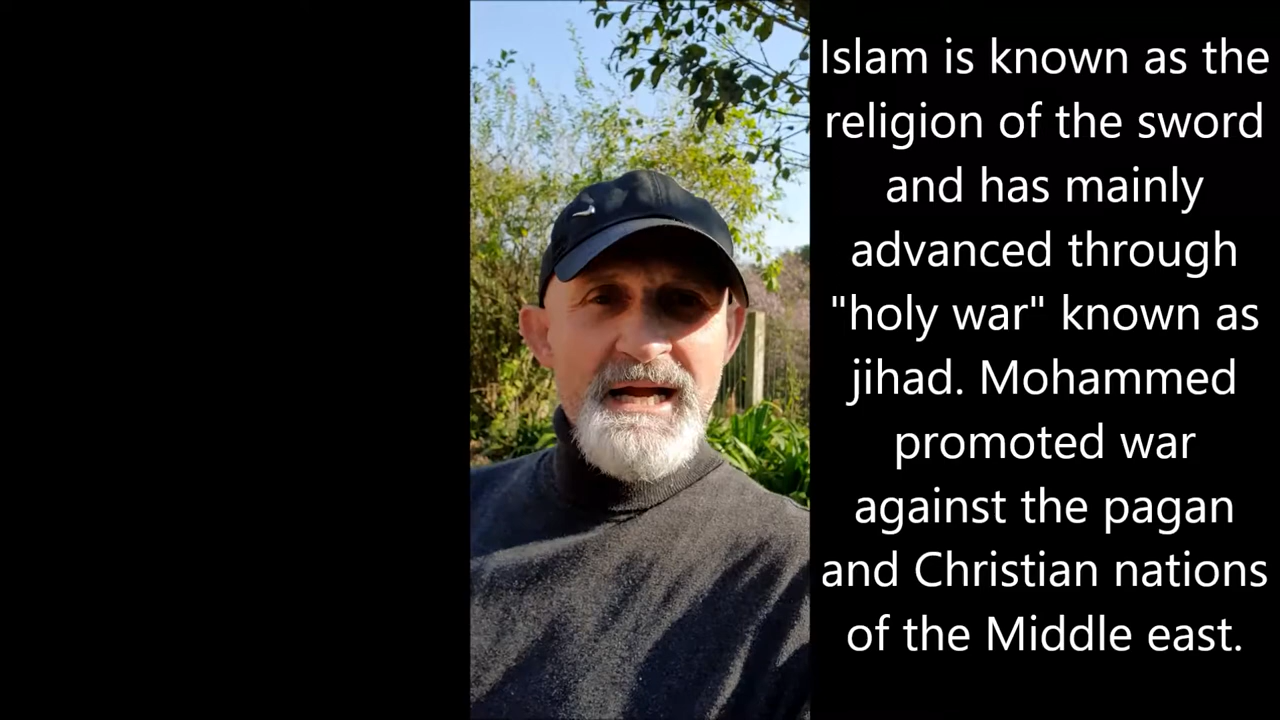 Islam is known as the
religion of the sword
and has mainly
advanced through
"holy war" known as
jihad. Mohammed
promoted war
against the pagan
and Christian nations
of the Middle east.